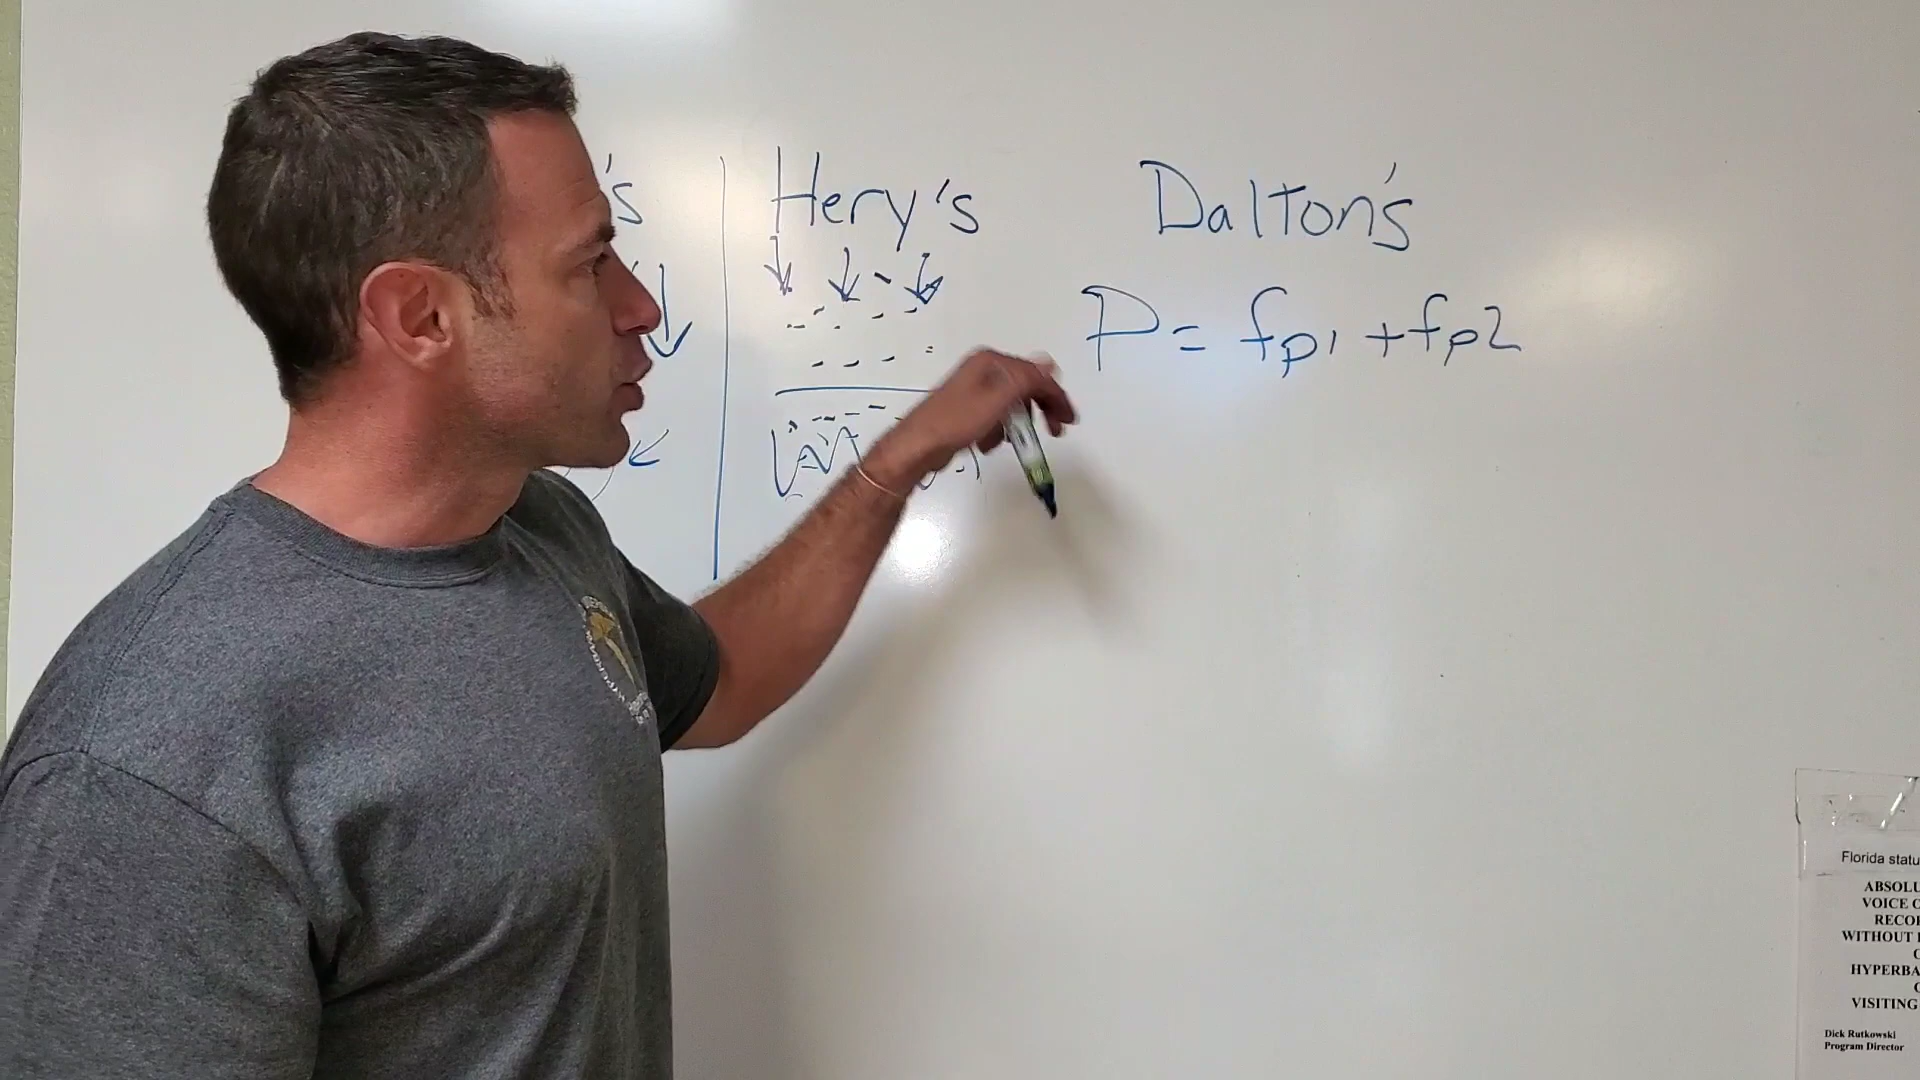 's
Hery's
Dalton's
P = fp1 + fp2
Florida statu
ABSOLU
VOICE O
RECOR
WITHOUT
HYPERBA
VISITING
Dick Rutkowski
Program Director